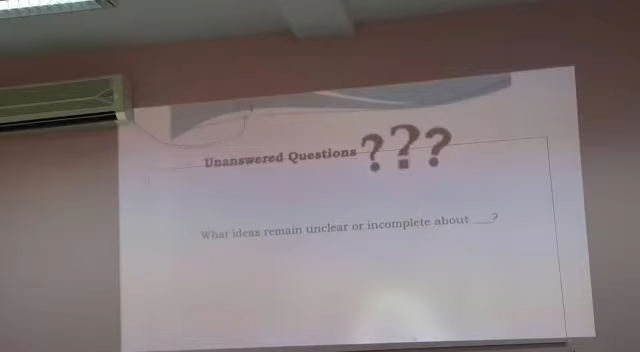 Unanswered Questions ???
What ideas remain unclear or incomplete about ___?